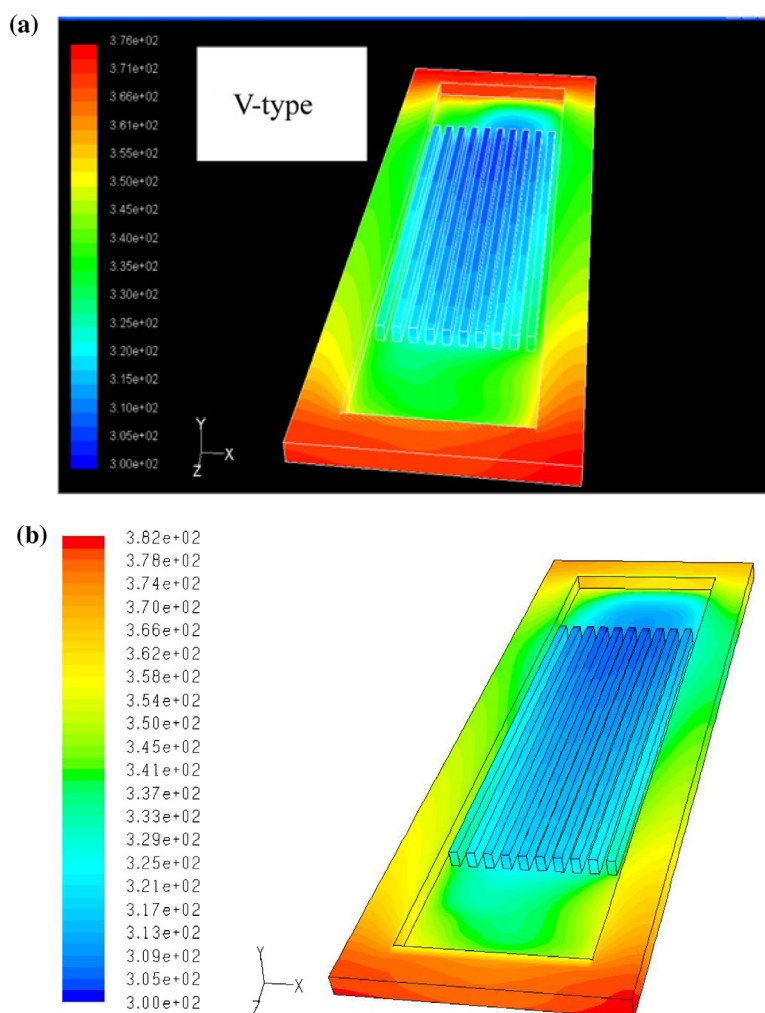 (a)
3.76e+02
3.71e+02
3.66e+02
3.61e+02
3.55e+02
3.50e+02
3.45e+02
3.40e+02
3.35e+02
3.30e+02
3.25e+02
3.20e+02
3.15e+02
3.10e+02
3.05e+02
3.00e+02
V-type
Y
X
Z
(b)
3.82e+02
3.78e+02
3.74e+02
3.70e+02
3.66e+02
3.62e+02
3.58e+02
3.54e+02
3.50e+02
3.45e+02
3.41e+02
3.37e+02
3.33e+02
3.29e+02
3.25e+02
3.21e+02
3.17e+02
3.13e+02
3.09e+02
3.05e+02
3.00e+02
Y
X
Z